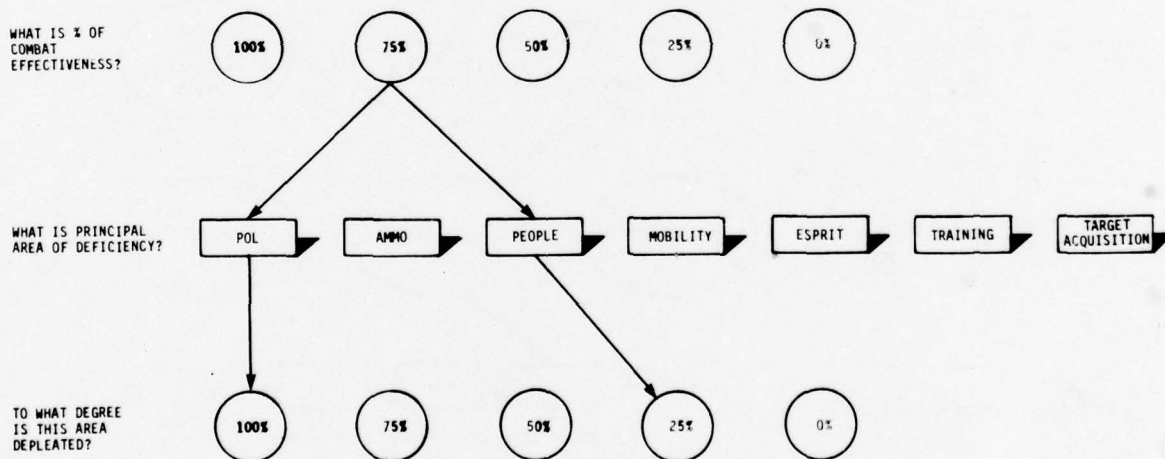 WHAT IS % OF
COMBAT
EFFECTIVENESS?
100% 75% 50% 25% 0%
WHAT IS PRINCIPAL
AREA OF DEFICIENCY?
POL AMMO PEOPLE MOBILITY ESPRIT TRAINING TARGET
ACQUISITION
TO WHAT DEGREE
IS THIS AREA
DEPLEATED?
100% 75% 50% 25% 0%